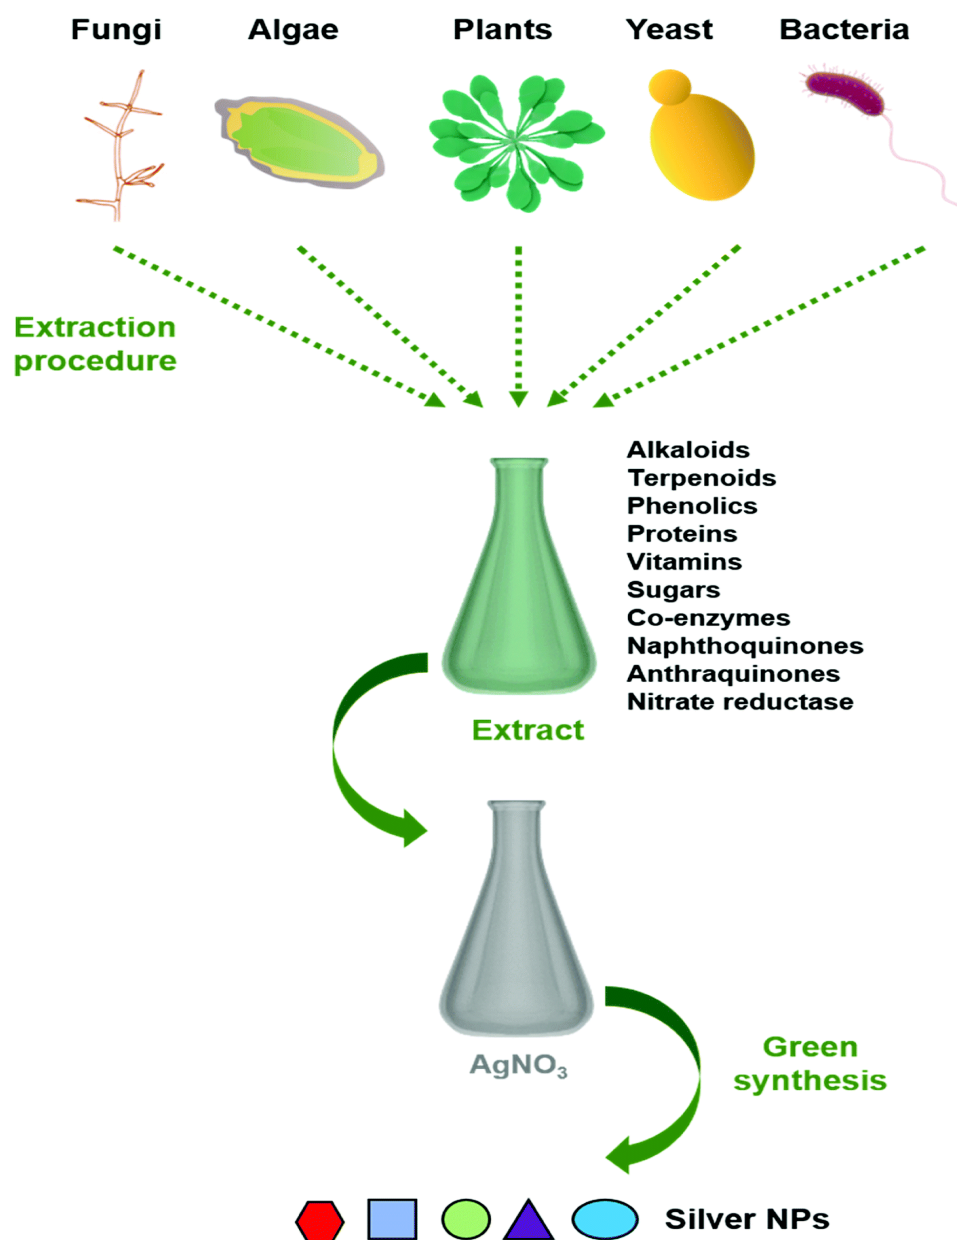 Fungi
Algae
Plants
Yeast
Bacteria
Extraction
procedure
Alkaloids
Terpenoids
Phenolics
Proteins
Vitamins
Sugars
Co-enzymes
Naphthoquinones
Anthraquinones
Nitrate reductase
Extract
AgNO₃
Green
synthesis
Silver NPs